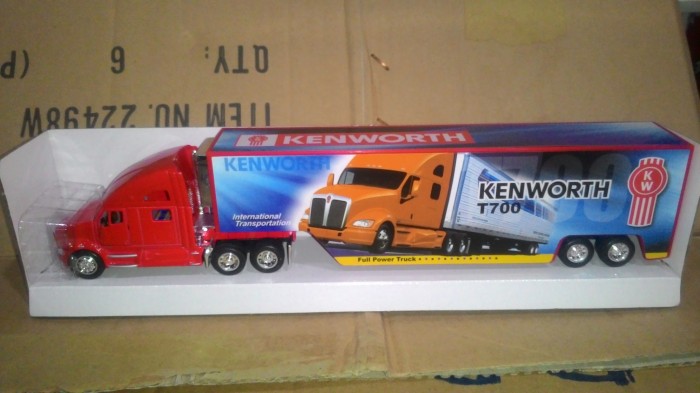 (P
6
QTY:
ITEM NO. 22498W
KENWORTH
KENWORTH
International
Transportation
KENWORTH
T700
KW
Full Power Truck